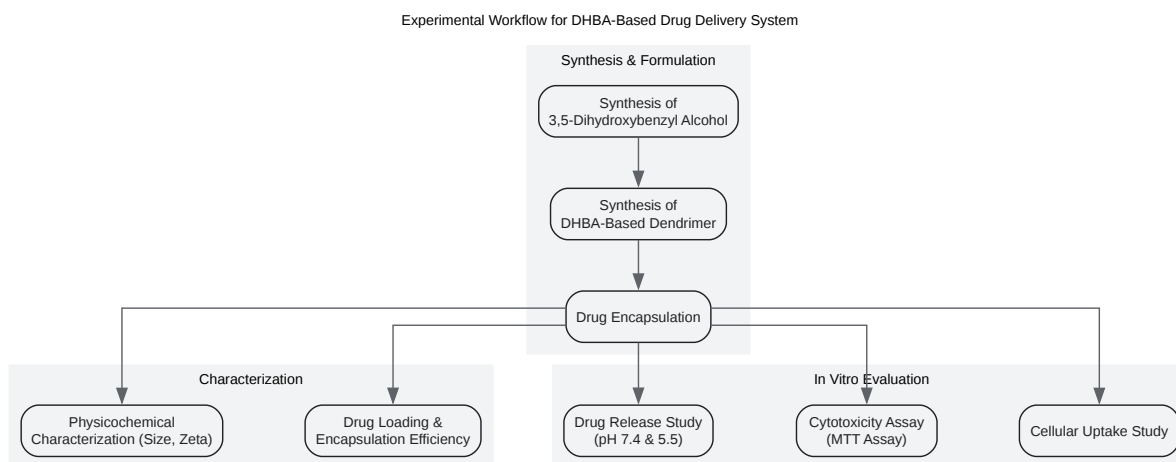 Experimental Workflow for DHBA-Based Drug Delivery System
Synthesis & Formulation
Synthesis of
3,5-Dihydroxybenzyl Alcohol
Synthesis of
DHBA-Based Dendrimer
Drug Encapsulation
Characterization
In Vitro Evaluation
Physicochemical
Characterization (Size, Zeta)
Drug Loading &
Encapsulation Efficiency
Drug Release Study
(pH 7.4 & 5.5)
Cytotoxicity Assay
(MTT Assay)
Cellular Uptake Study